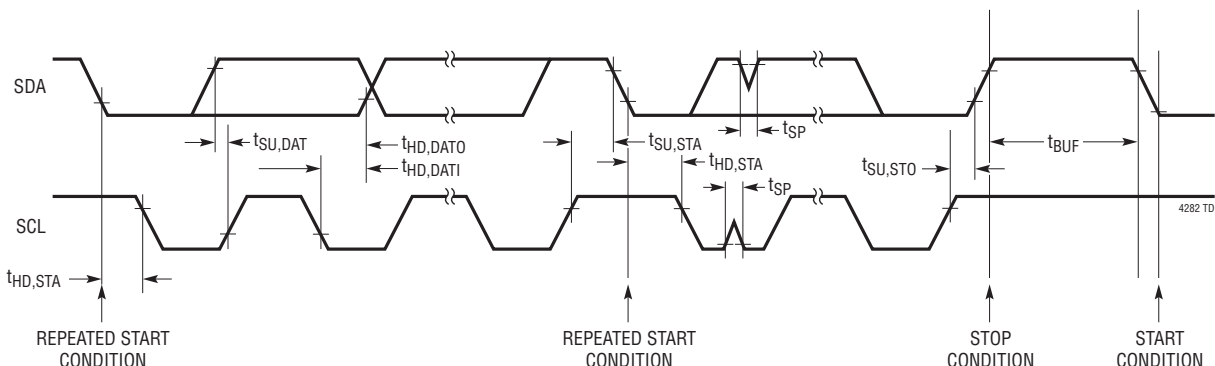 SDA
tSU,DAT
tHD,DATO
tHD,DATI
tSU,STA
tHD,STA
tSP
tSP
tSU,STO
tBUF
SCL
4282 TD
tHD,STA
REPEATED START
CONDITION
REPEATED START
CONDITION
STOP
CONDITION
START
CONDITION